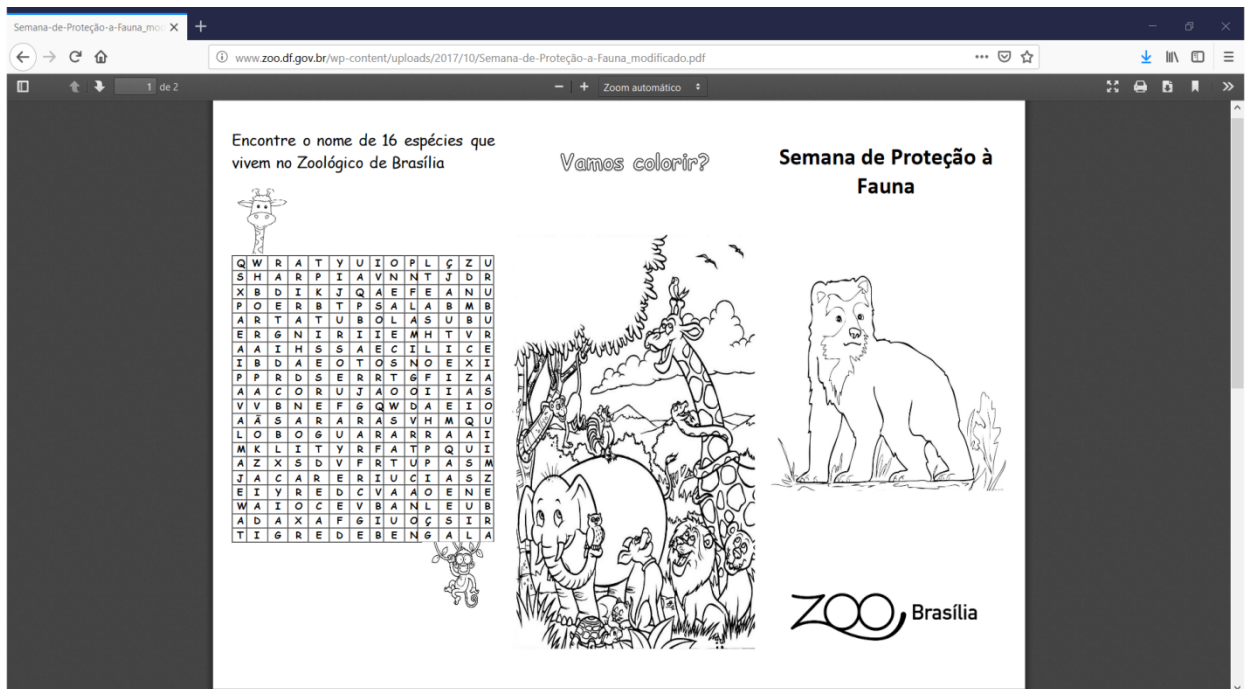 Semana-de-Proteção-a-Fauna_mod
www.zoo.df.gov.br/wp-content/uploads/2017/10/Semana-de-Proteção-a-Fauna_modificado.pdf
1 de 2
Zoom automático
Encontre o nome de 16 espécies que
vivem no Zoológico de Brasília
Q W R A T Y U I O P L Ç Z U
S H A R P I A V N N T J D R
X B D I K J Q A E F E A N U
P O E R B T P S A L A B M B
A R T A T U B O L A S U B U
E R G N I R I I E M H T V R
A A I H S S A E C I L I C E
I B D A E O T O S N O E X I
P P R D S E R R T G F I Z A
A A C O R U J A O O I I A S
V V B N E F G Q W D A E I O
A Ã S A R A R A S V H M Q U
L O B O G U A R A R R A A I
M K L I T Y R F A T P Q U I
A Z X S D V F R T U P A S M
J A C A R E R I U C I A S Z
E I Y R E D C V A A O E N E
W A I O C E V B A N L E U B
A D A X A F G I U O Ç S I R
T I G R E D E B E N G A L A
Vamos colorir?
Semana de Proteção à
Fauna
ZOO Brasília